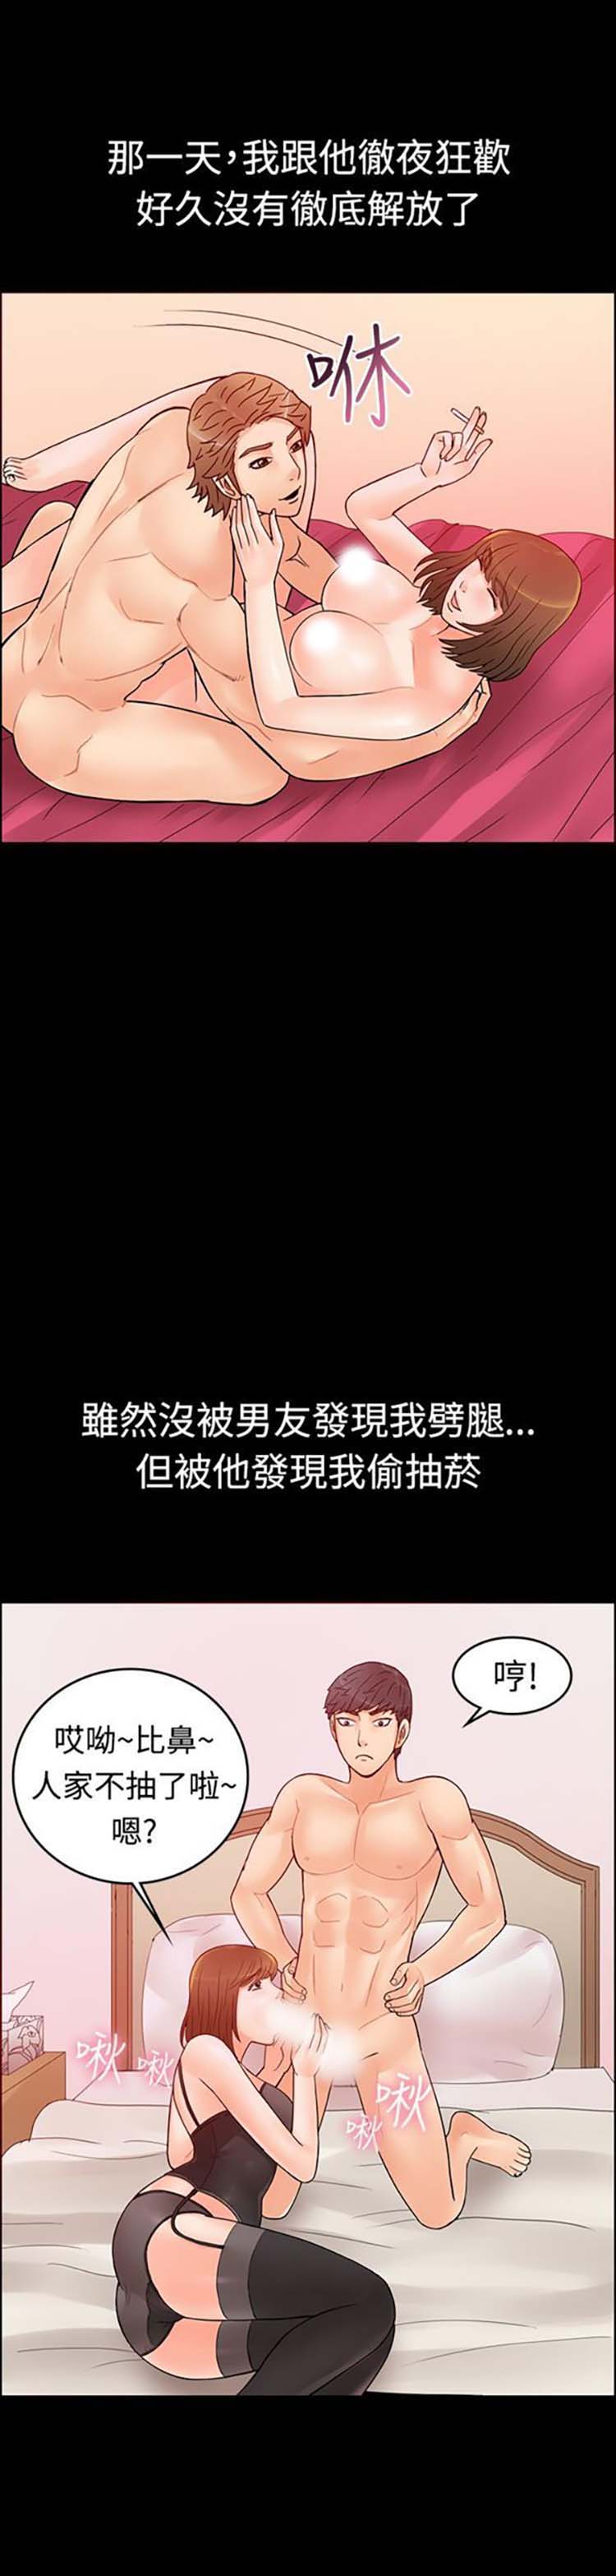 那一天，我跟他徹夜狂歡
好久沒有徹底解放了
咻
雖然沒被男友發現我劈腿…
但被他發現我偷抽菸
哼!
哎呦~比鼻~
人家不抽了啦~
嗯?
啾
啾
啾
啾